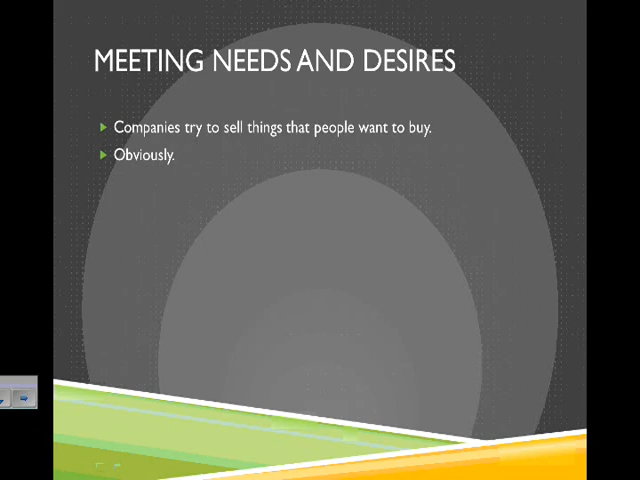 MEETING NEEDS AND DESIRES
Companies try to sell things that people want to buy.
Obviously.